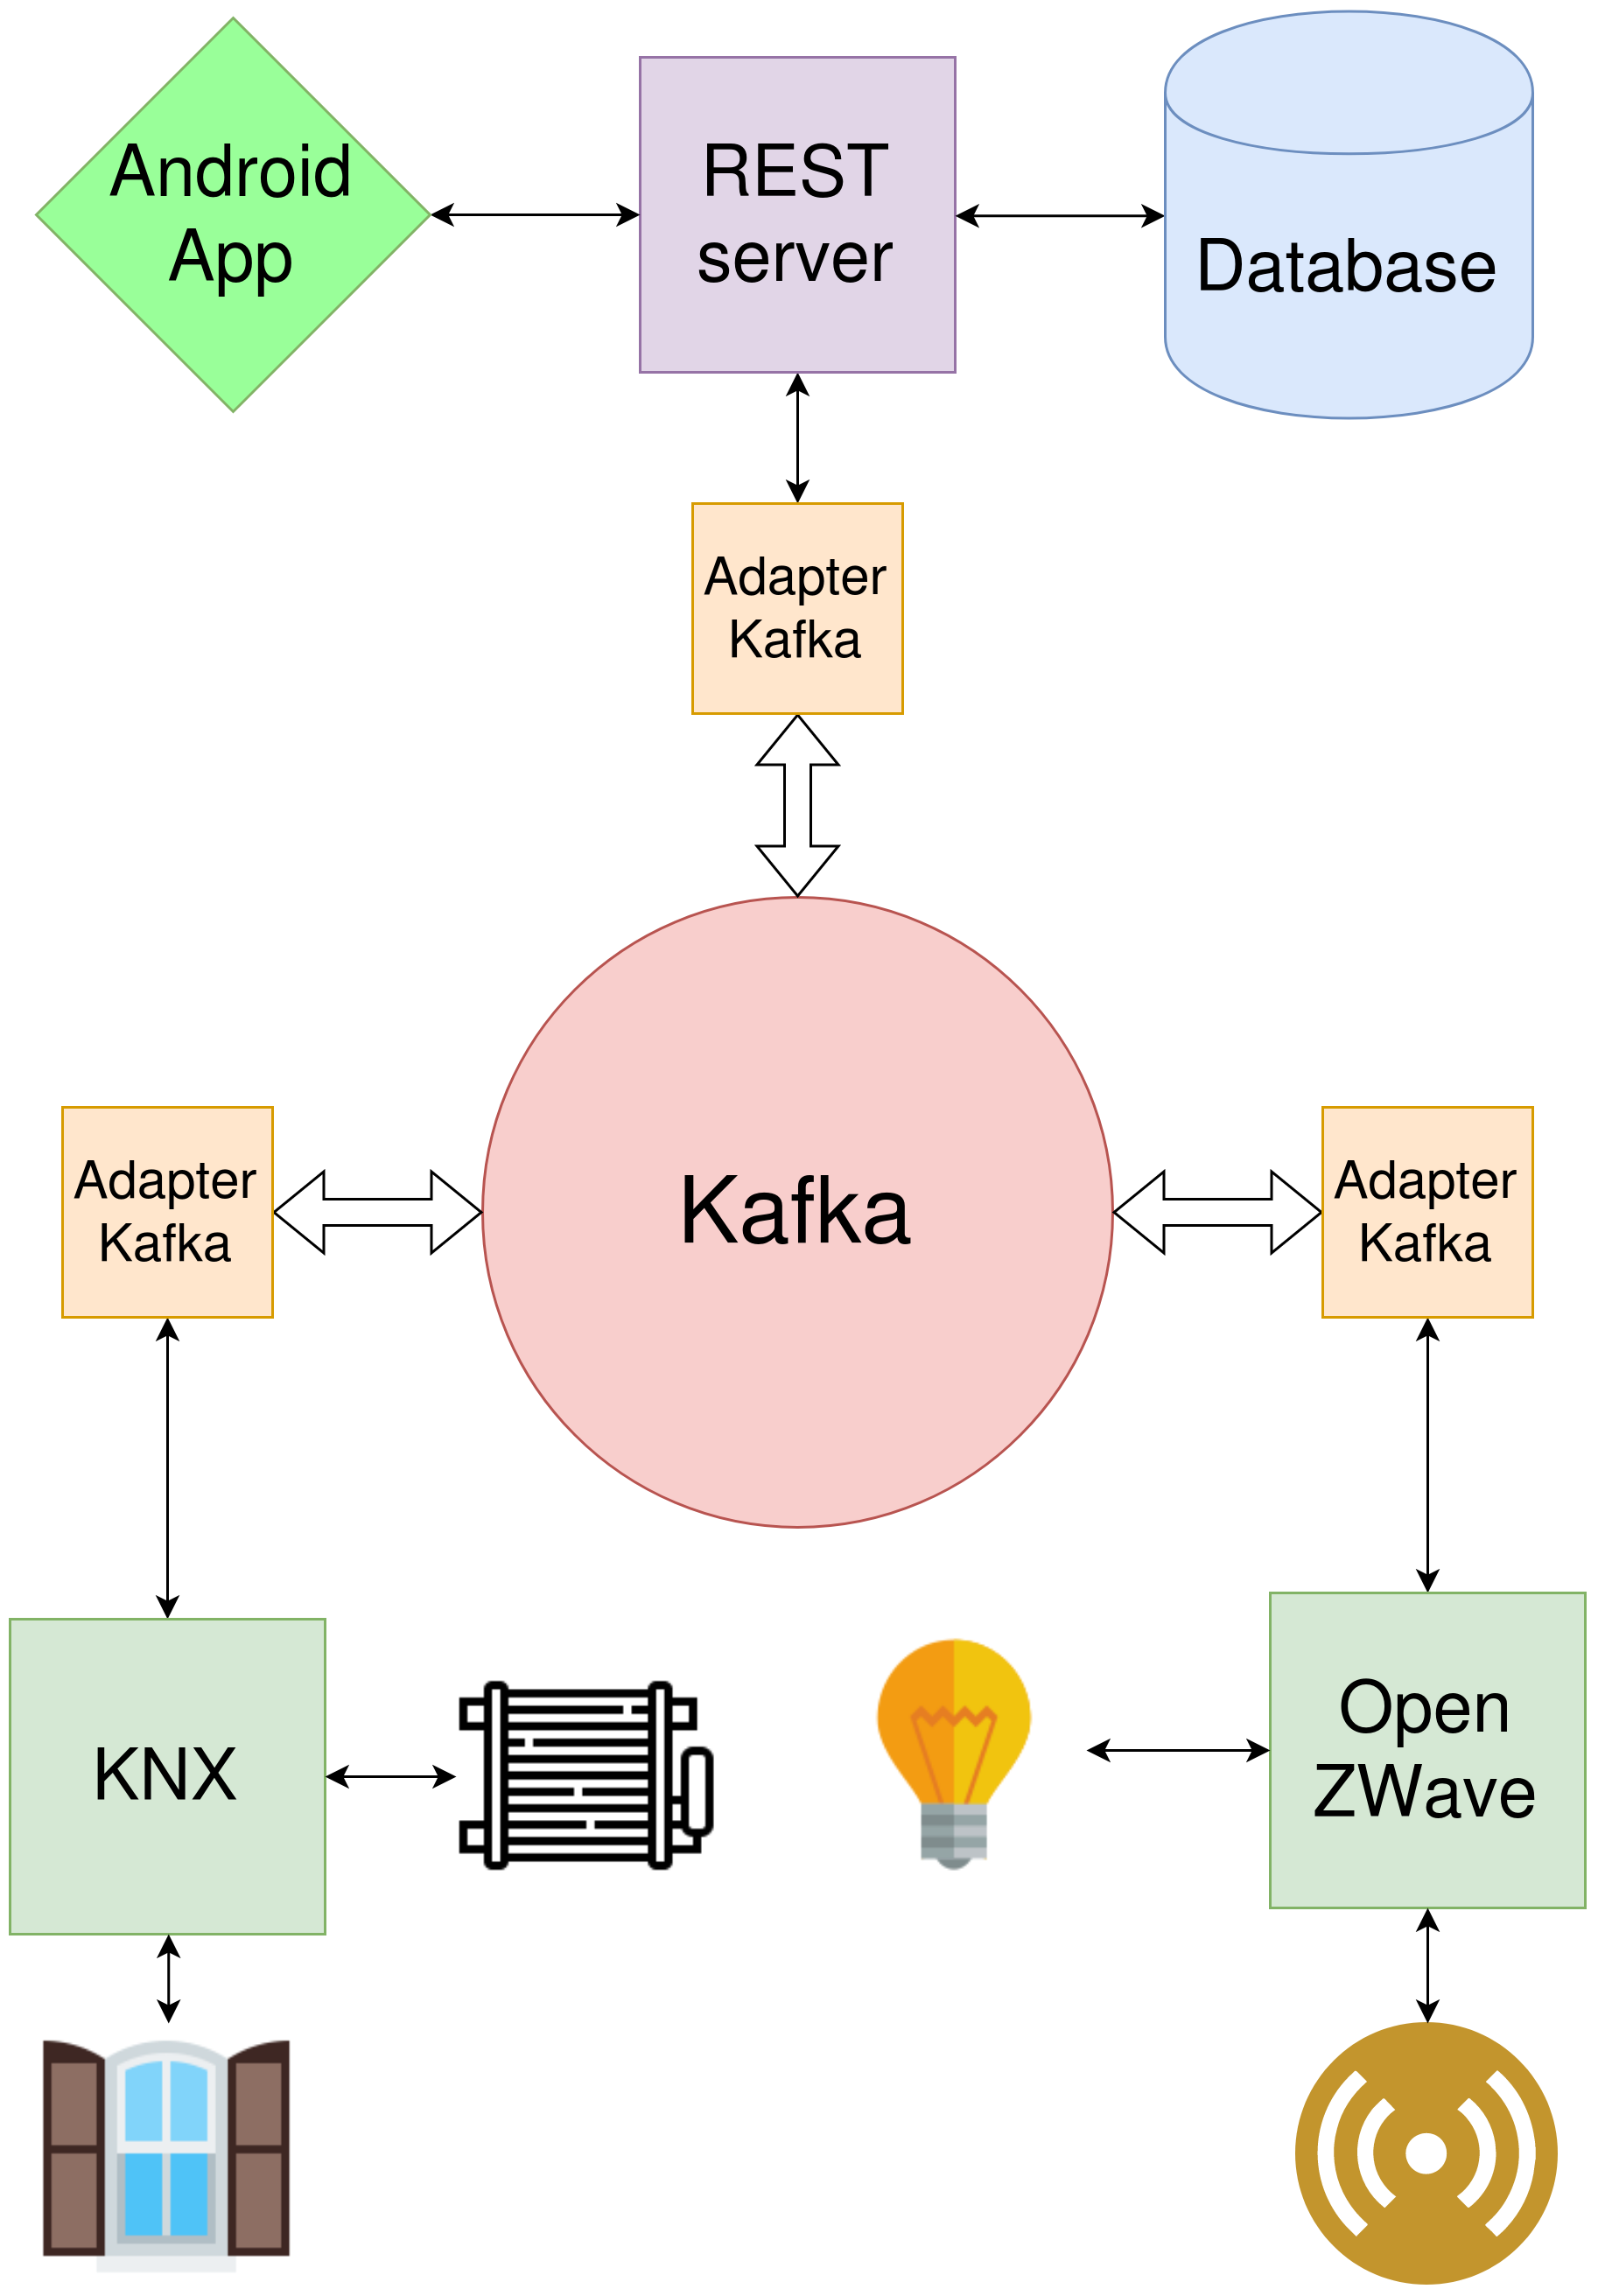 Android
App
REST
server
Database
Adapter
Kafka
Kafka
Adapter
Kafka
Adapter
Kafka
KNX
Open
ZWave